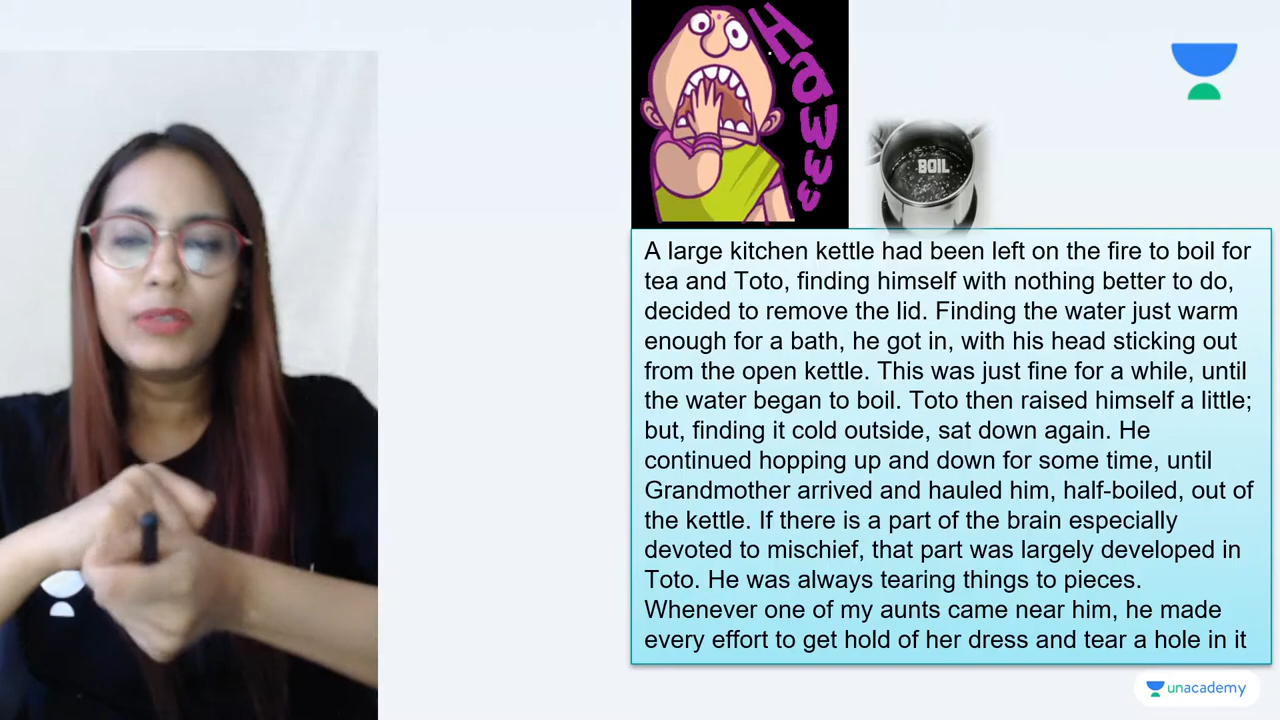 Hawww
BOIL
A large kitchen kettle had been left on the fire to boil for
tea and Toto, finding himself with nothing better to do,
decided to remove the lid. Finding the water just warm
enough for a bath, he got in, with his head sticking out
from the open kettle. This was just fine for a while, until
the water began to boil. Toto then raised himself a little;
but, finding it cold outside, sat down again. He
continued hopping up and down for some time, until
Grandmother arrived and hauled him, half-boiled, out of
the kettle. If there is a part of the brain especially
devoted to mischief, that part was largely developed in
Toto. He was always tearing things to pieces.
Whenever one of my aunts came near him, he made
every effort to get hold of her dress and tear a hole in it
unacademy